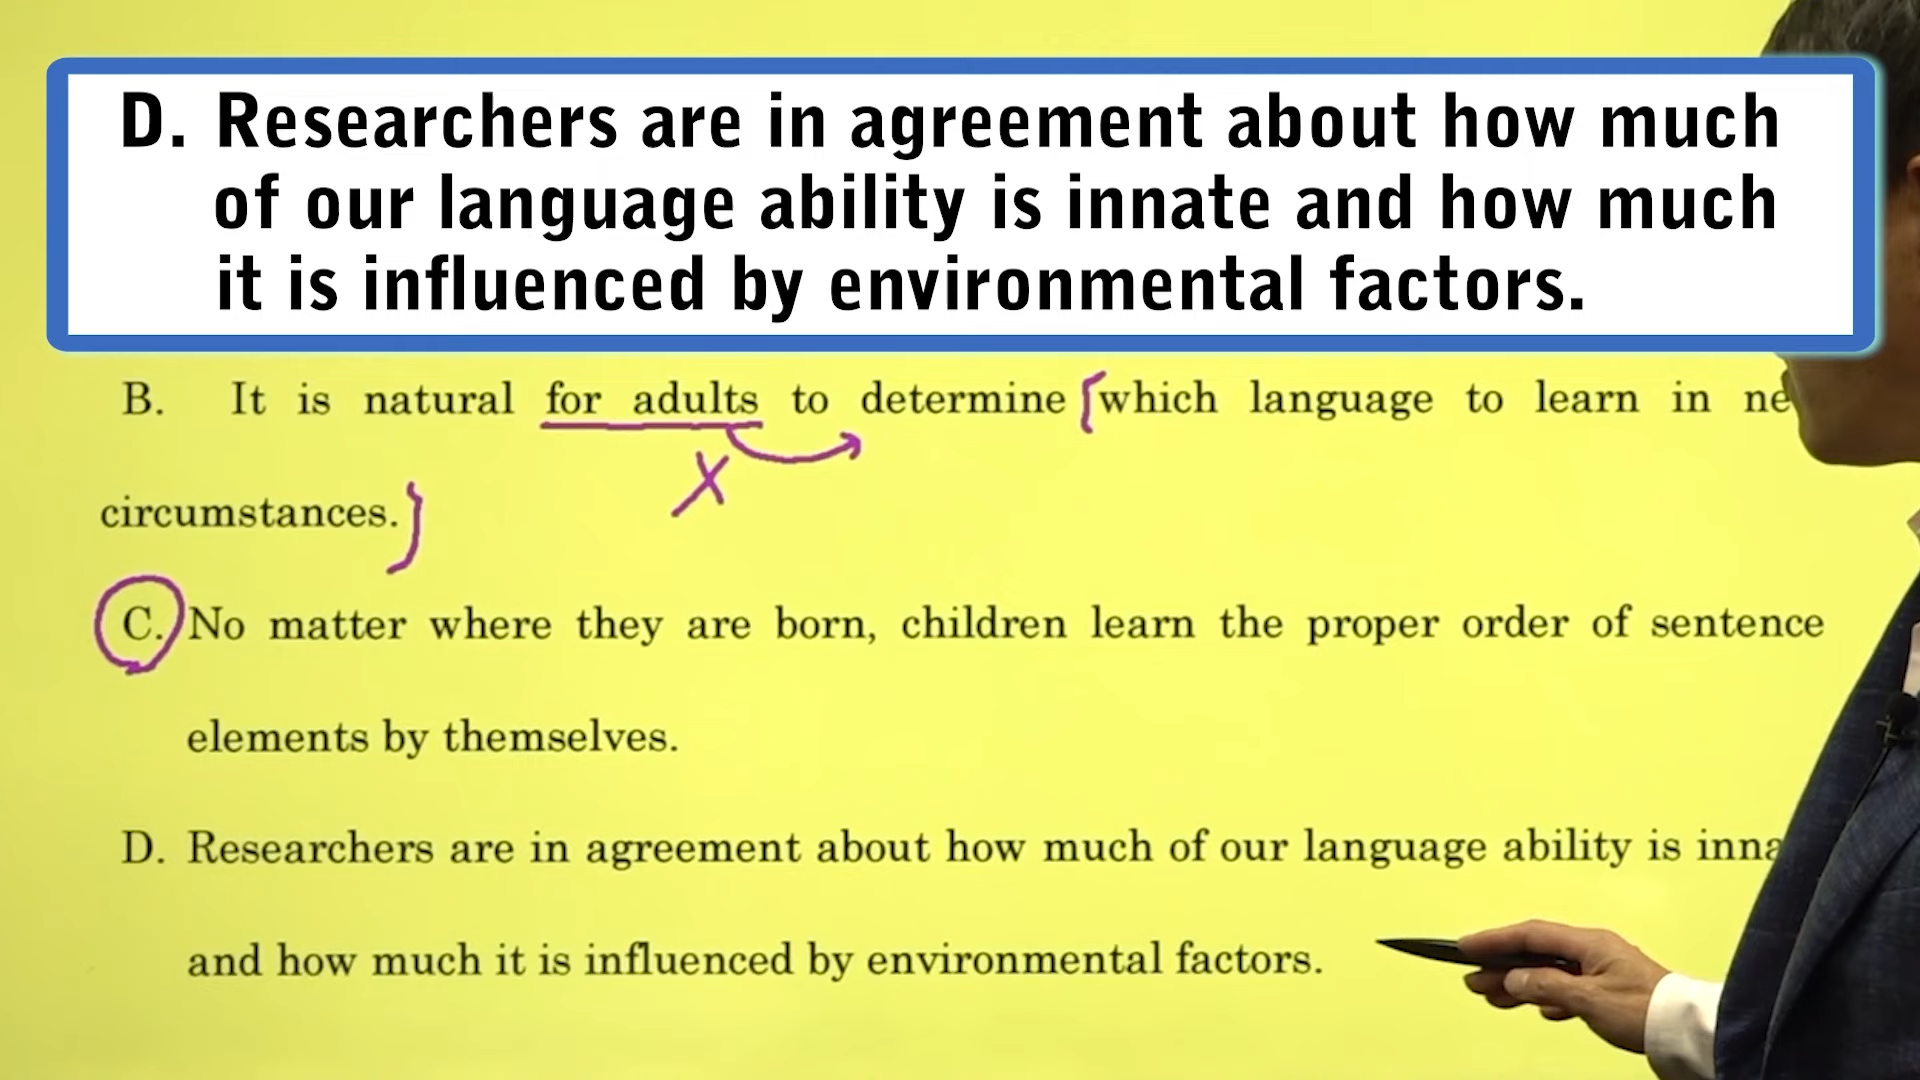 D. Researchers are in agreement about how much
of our language ability is innate and how much
it is influenced by environmental factors.
B. It is natural for adults to determine which language to learn in
circumstances.
C. No matter where they are born, children learn the proper order of sentence
elements by themselves.
D. Researchers are in agreement about how much of our language ability is
and how much it is influenced by environmental factors.